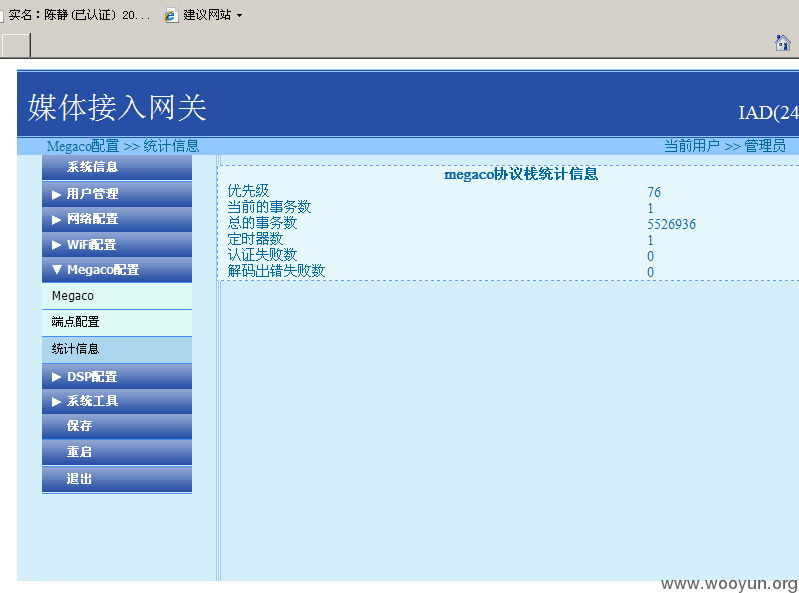 实名：陈静(已认证) 20...
建议网站
媒体接入网关
IAD(24
Megaco配置 >> 统计信息
当前用户 >> 管理员
系统信息
用户管理
网络配置
WiFi配置
Megaco配置
Megaco
端点配置
统计信息
DSP配置
系统工具
保存
重启
退出
megaco协议栈统计信息
优先级 76
当前的事务数 1
总的事务数 5526936
定时器数 1
认证失败数 0
解码出错失败数 0
www.wooyun.org